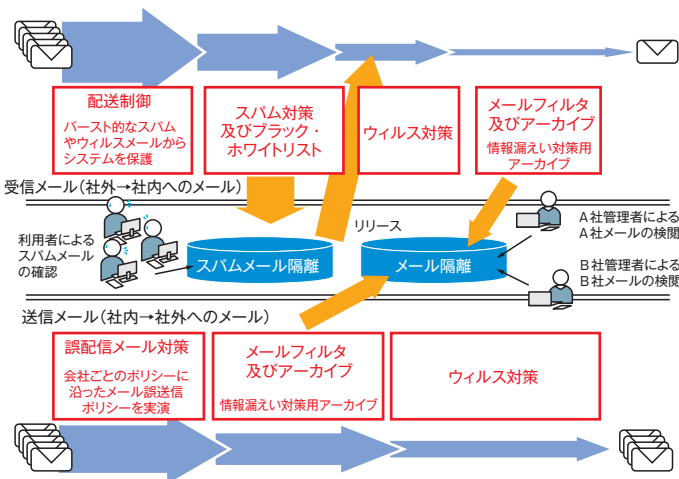 配送制御
バースト的なスパム
やウィルスメールから
システムを保護
スパム対策
及びブラック・
ホワイトリスト
ウィルス対策
メールフィルタ
及びアーカイブ
情報漏えい対策用
アーカイブ
受信メール(社外→社内へのメール)
利用者による
スパムメール
の確認
スパムメール隔離
リリース
メール隔離
A社管理者による
A社メールの検閲
B社管理者による
B社メールの検閲
送信メール(社内→社外へのメール)
誤配信メール対策
会社ごとのポリシーに
沿ったメール誤送信
ポリシーを実演
メールフィルタ
及びアーカイブ
情報漏えい対策用アーカイブ
ウィルス対策